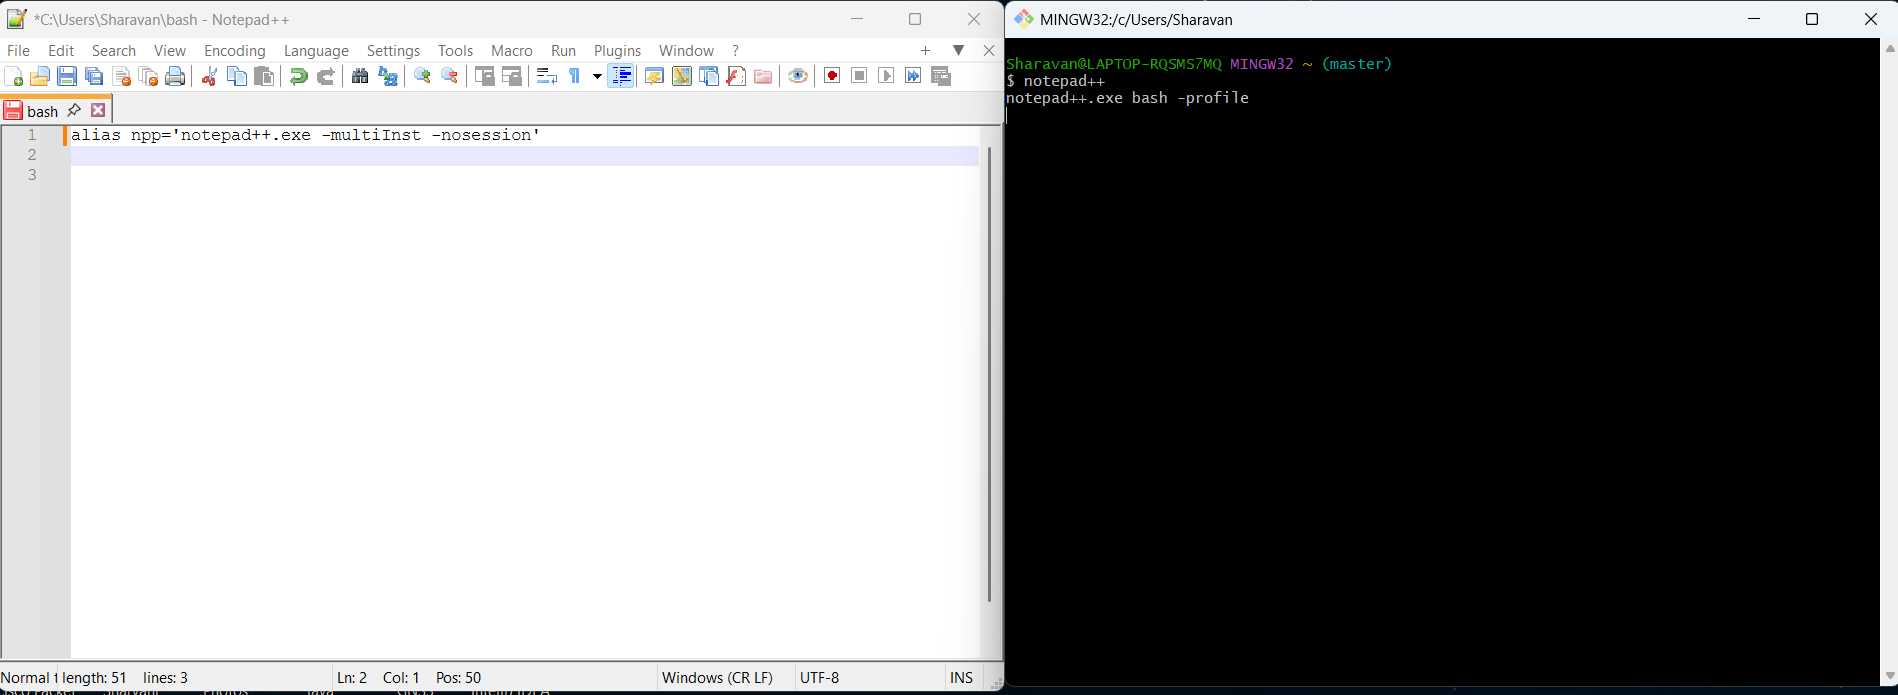 *C:\Users\Sharavan\bash - Notepad++
File Edit Search View Encoding Language Settings Tools Macro Run Plugins Window ?
bash
1 alias npp='notepad++.exe -multiInst -nosession'
2
3
Normal t length: 51 lines: 3 Ln: 2 Col: 1 Pos: 50 Windows (CR LF) UTF-8 INS
MINGW32:/c/Users/Sharavan
Sharavan@LAPTOP-RQSMS7MQ MINGW32 ~ (master)
$ notepad++
notepad++.exe bash -profile